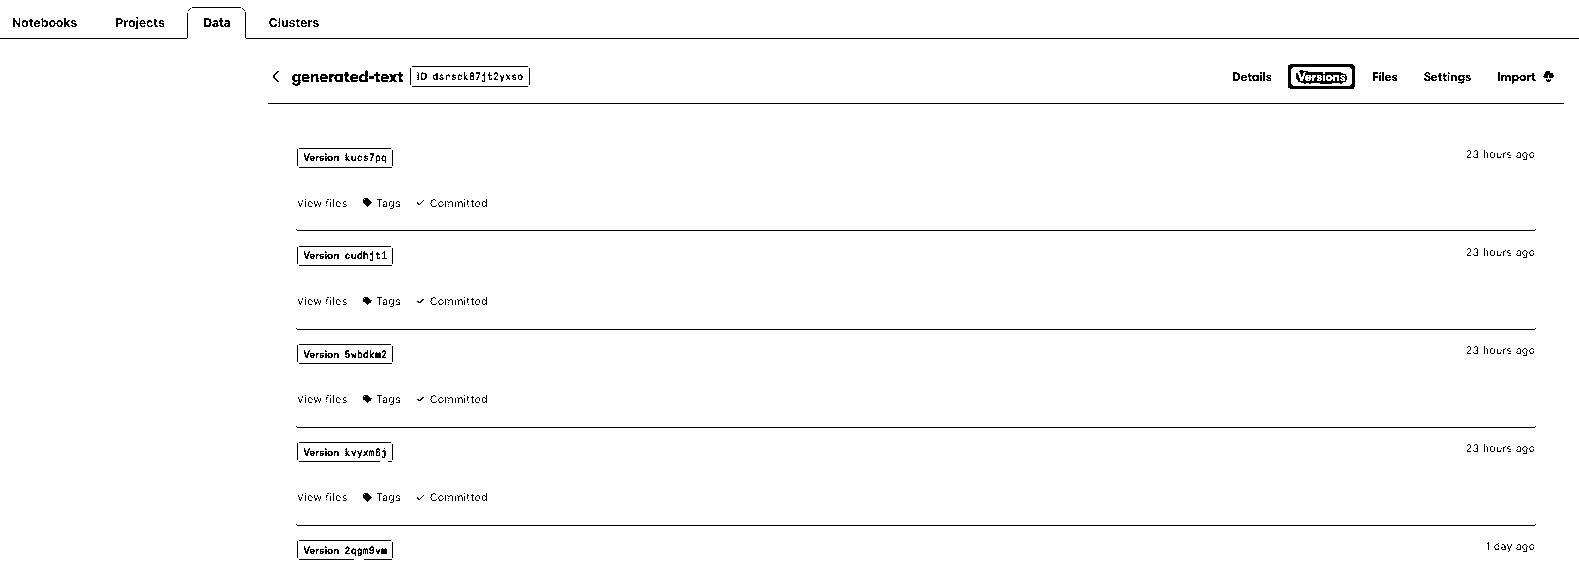 Notebooks Projects Data Clusters
generated-text ID dsrsck87jt2yxso Details Versions Files Settings Import
Version kucs7pq 23 hours ago
View files Tags Committed
Version cudhjt1 23 hours ago
View files Tags Committed
Version 5wbdkm2 23 hours ago
View files Tags Committed
Version kvyxm8j 23 hours ago
View files Tags Committed
Version 2qgm9vm 1 day ago